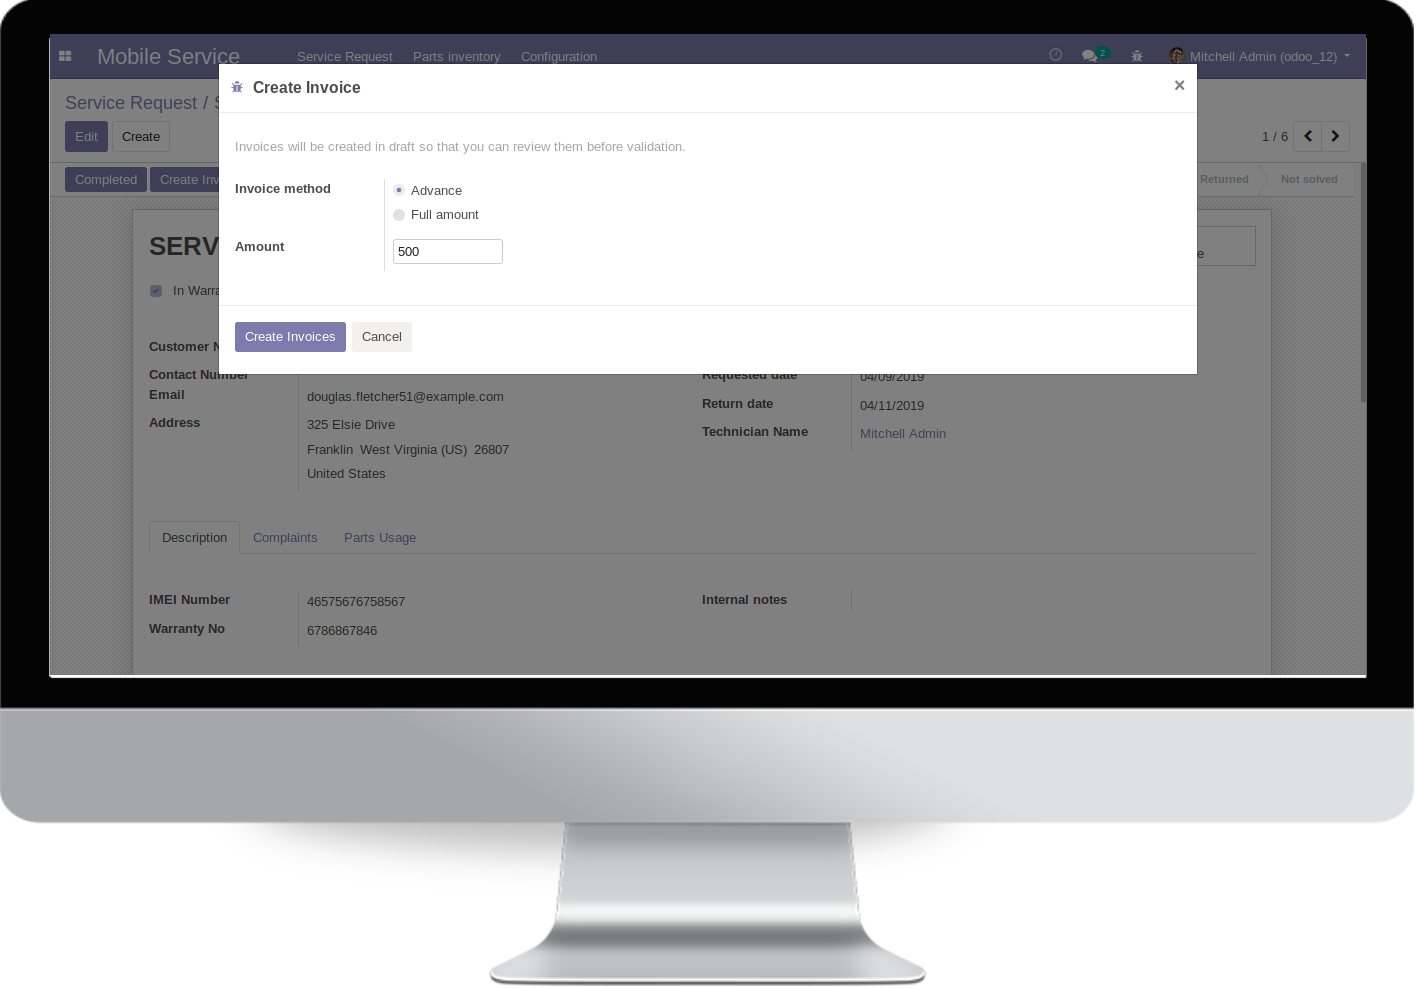 Mobile Service
Service Request Parts inventory Configuration
2
Mitchell Admin (odoo_12)
Service Request /
Edit Create
1 / 6
Completed Create Inv
Returned Not solved
Create Invoice
×
Invoices will be created in draft so that you can review them before validation.
Invoice method
Advance
Full amount
Amount
500
Create Invoices Cancel
SERV
In Warra
Customer N
Contact Number
Email douglas.fletcher51@example.com
Address 325 Elsie Drive
Franklin West Virginia (US) 26807
United States
Requested date 04/09/2019
Return date 04/11/2019
Technician Name Mitchell Admin
Description Complaints Parts Usage
IMEI Number 46575676758567
Warranty No 6786867846
Internal notes